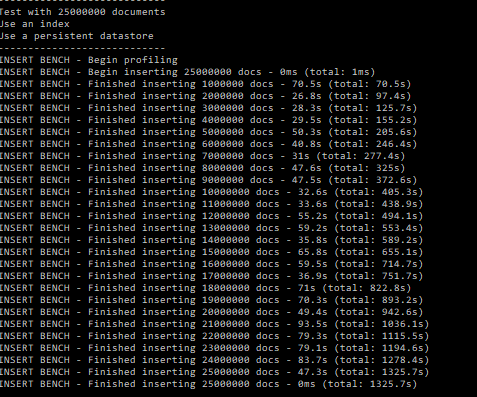 ----------------------------
Test with 25000000 documents
Use an index
Use a persistent datastore
----------------------------
INSERT BENCH - Begin profiling
INSERT BENCH - Begin inserting 25000000 docs - 0ms (total: 1ms)
INSERT BENCH - Finished inserting 1000000 docs - 70.5s (total: 70.5s)
INSERT BENCH - Finished inserting 2000000 docs - 26.8s (total: 97.4s)
INSERT BENCH - Finished inserting 3000000 docs - 28.3s (total: 125.7s)
INSERT BENCH - Finished inserting 4000000 docs - 29.5s (total: 155.2s)
INSERT BENCH - Finished inserting 5000000 docs - 50.3s (total: 205.6s)
INSERT BENCH - Finished inserting 6000000 docs - 40.8s (total: 246.4s)
INSERT BENCH - Finished inserting 7000000 docs - 31s (total: 277.4s)
INSERT BENCH - Finished inserting 8000000 docs - 47.6s (total: 325s)
INSERT BENCH - Finished inserting 9000000 docs - 47.5s (total: 372.6s)
INSERT BENCH - Finished inserting 10000000 docs - 32.6s (total: 405.3s)
INSERT BENCH - Finished inserting 11000000 docs - 33.6s (total: 438.9s)
INSERT BENCH - Finished inserting 12000000 docs - 55.2s (total: 494.1s)
INSERT BENCH - Finished inserting 13000000 docs - 59.2s (total: 553.4s)
INSERT BENCH - Finished inserting 14000000 docs - 35.8s (total: 589.2s)
INSERT BENCH - Finished inserting 15000000 docs - 65.8s (total: 655.1s)
INSERT BENCH - Finished inserting 16000000 docs - 59.5s (total: 714.7s)
INSERT BENCH - Finished inserting 17000000 docs - 36.9s (total: 751.7s)
INSERT BENCH - Finished inserting 18000000 docs - 71s (total: 822.8s)
INSERT BENCH - Finished inserting 19000000 docs - 70.3s (total: 893.2s)
INSERT BENCH - Finished inserting 20000000 docs - 49.4s (total: 942.6s)
INSERT BENCH - Finished inserting 21000000 docs - 93.5s (total: 1036.1s)
INSERT BENCH - Finished inserting 22000000 docs - 79.3s (total: 1115.5s)
INSERT BENCH - Finished inserting 23000000 docs - 79.1s (total: 1194.6s)
INSERT BENCH - Finished inserting 24000000 docs - 83.7s (total: 1278.4s)
INSERT BENCH - Finished inserting 25000000 docs - 47.3s (total: 1325.7s)
INSERT BENCH - Finished inserting 25000000 docs - 0ms (total: 1325.7s)